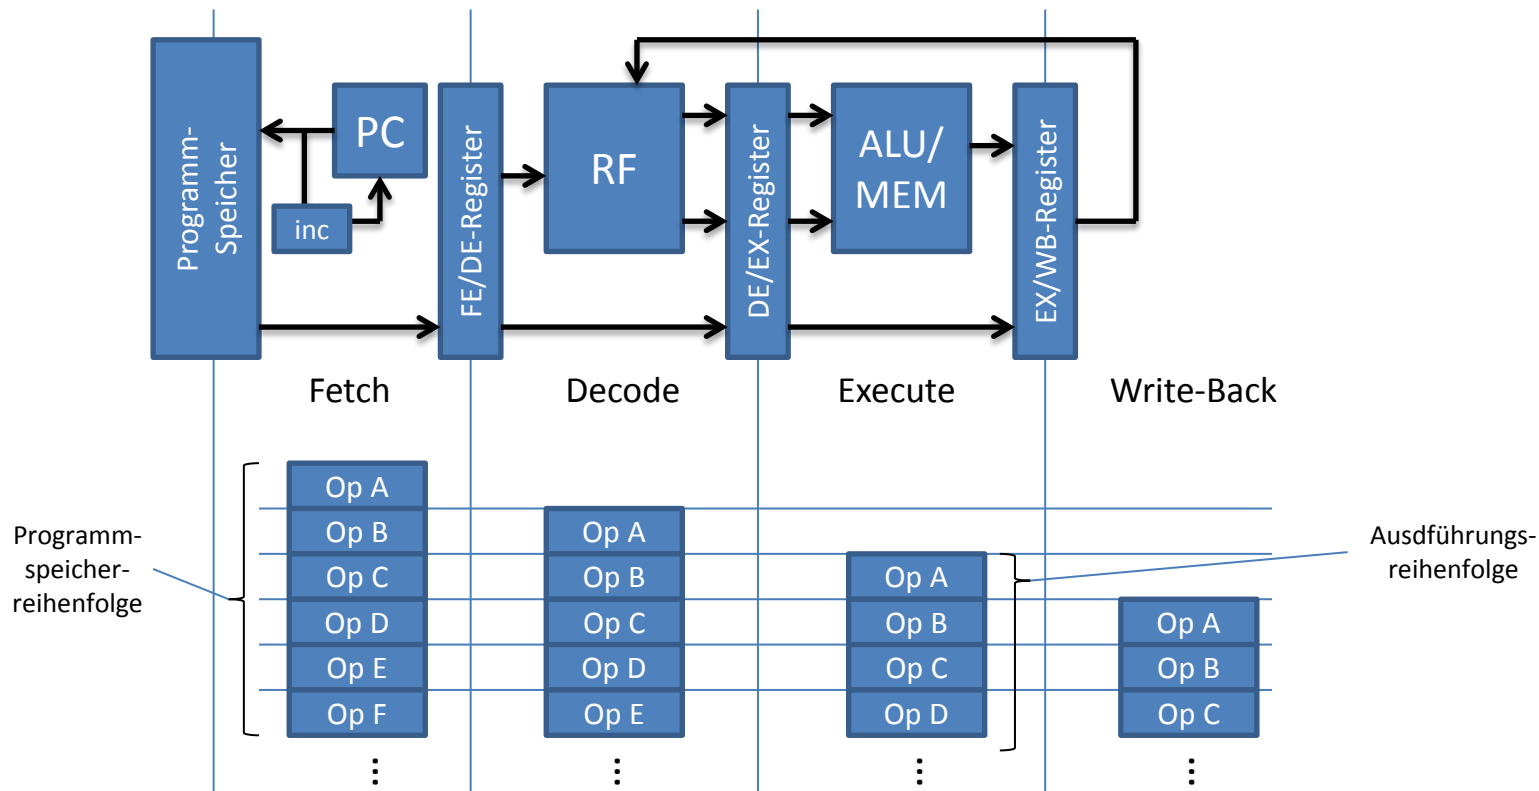 Programm-
Speicher
PC
inc
FE/DE-Register
RF
DE/EX-Register
ALU/
MEM
EX/WB-Register
Fetch
Decode
Execute
Write-Back
Programm-
speicher-
reihenfolge
Op A
Op B
Op C
Op D
Op E
Op F
...
Op A
Op B
Op C
Op D
Op E
...
Op A
Op B
Op C
Op D
...
Op A
Op B
Op C
...
Ausdführungs-
reihenfolge